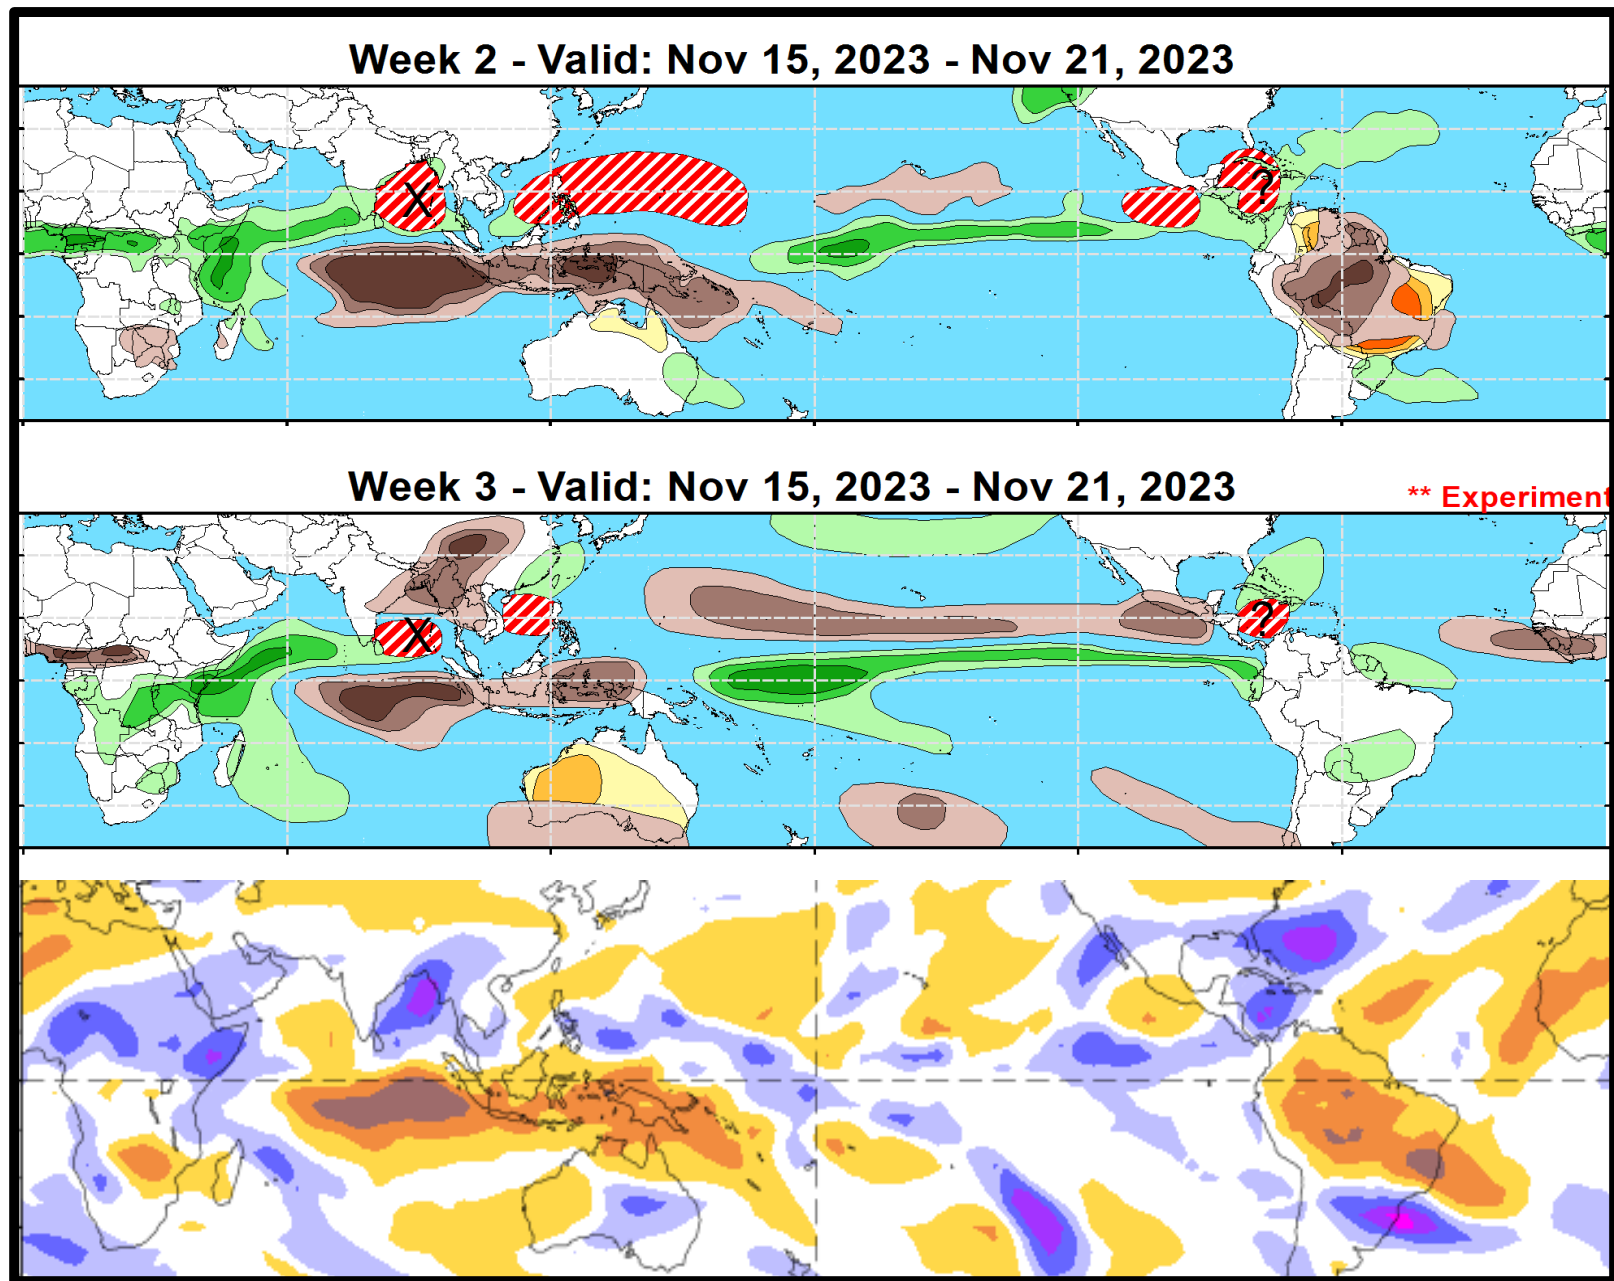 Week 2 - Valid: Nov 15, 2023 - Nov 21, 2023
X
?
Week 3 - Valid: Nov 15, 2023 - Nov 21, 2023
** Experiment
X
?